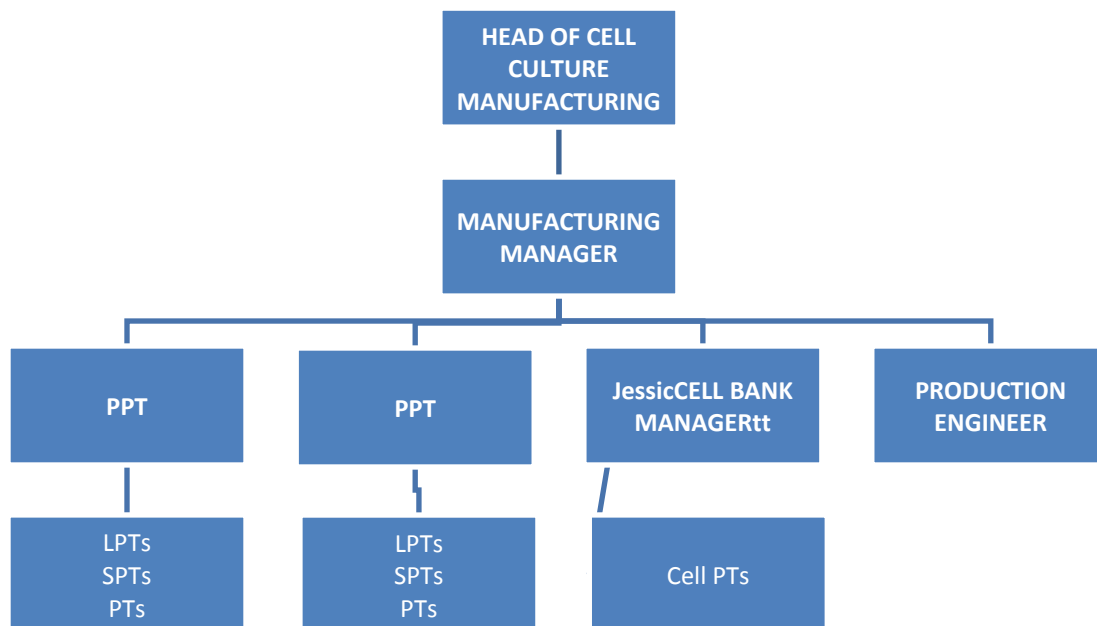 HEAD OF CELL
CULTURE
MANUFACTURING
MANUFACTURING
MANAGER
PPT
PPT
JessicCELL BANK
MANAGERtt
PRODUCTION
ENGINEER
LPTs
SPTs
PTs
LPTs
SPTs
PTs
Cell PTs